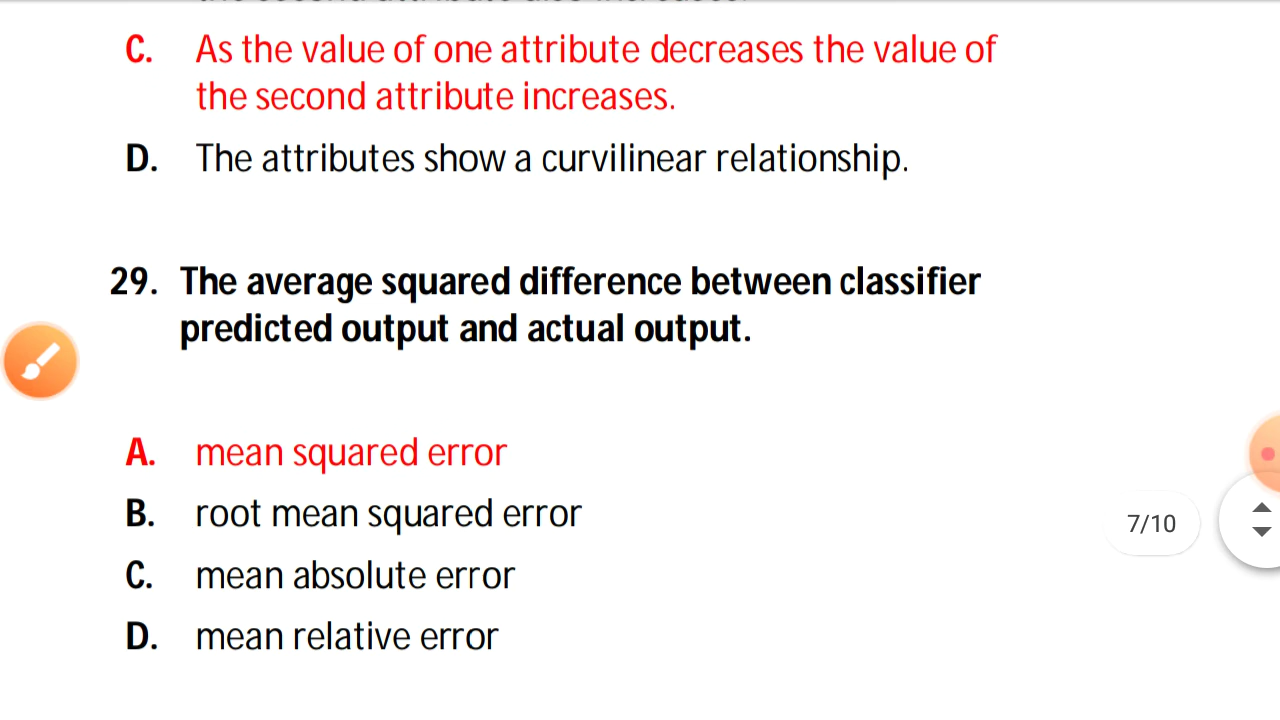 C. As the value of one attribute decreases the value of
the second attribute increases.
D. The attributes show a curvilinear relationship.
29. The average squared difference between classifier
predicted output and actual output.
A. mean squared error
B. root mean squared error
C. mean absolute error
7/10
D. mean relative error